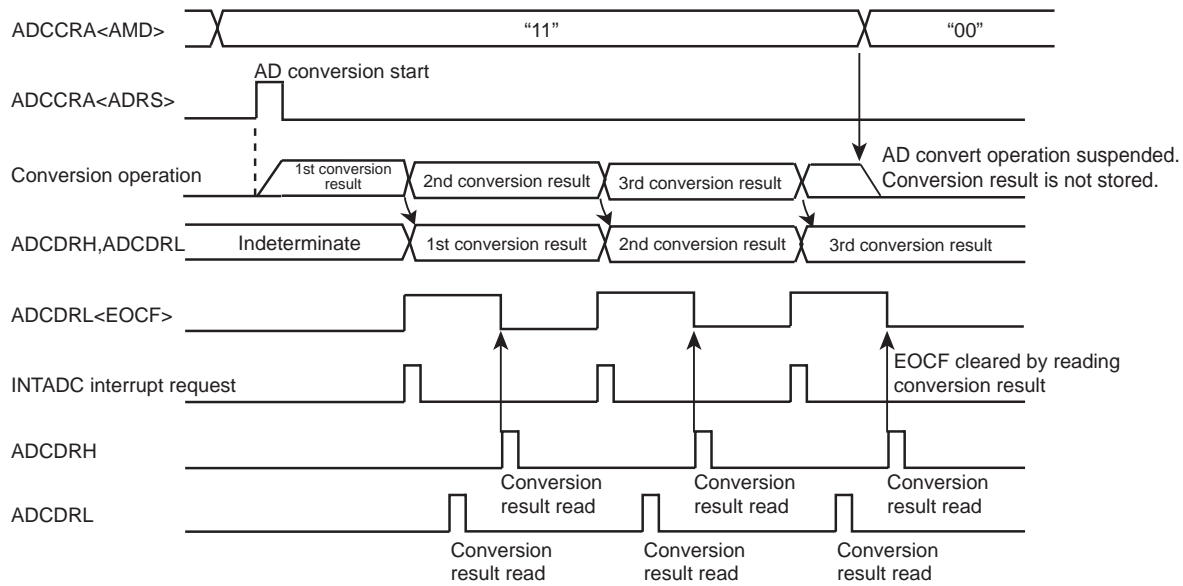 ADCCRA<AMD>
“11”
“00”
AD conversion start
ADCCRA<ADRS>
Conversion operation
1st conversion
result
2nd conversion result
3rd conversion result
AD convert operation suspended.
Conversion result is not stored.
ADCDRH,ADCDRL
Indeterminate
1st conversion result
2nd conversion result
3rd conversion result
ADCDRL<EOCF>
INTADC interrupt request
EOCF cleared by reading
conversion result
ADCDRH
Conversion
result read
Conversion
result read
Conversion
result read
ADCDRL
Conversion
result read
Conversion
result read
Conversion
result read